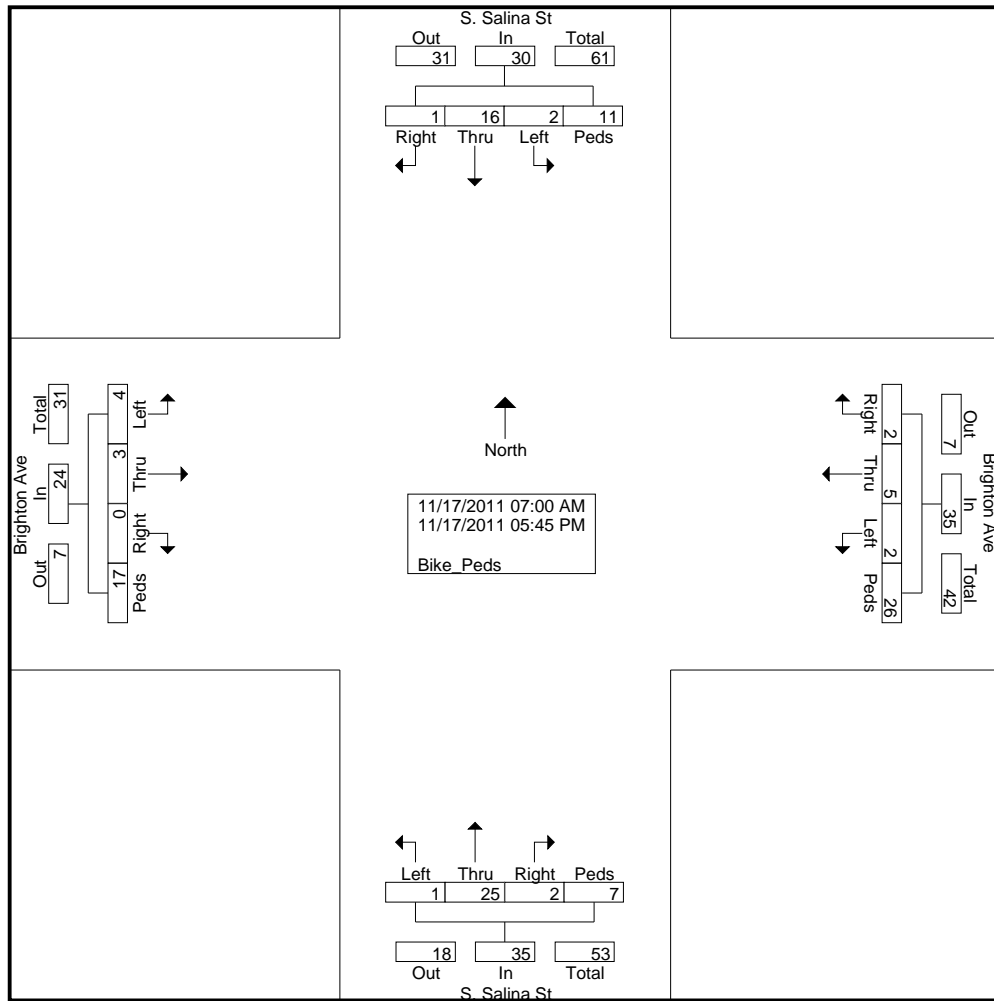 S. Salina St
Out In Total
31 30 61
1 16 2 11
Right Thru Left Peds
Brighton Ave
Total In Out
31 24 7
4 3 0 17
Left Thru Right Peds
North
11/17/2011 07:00 AM
11/17/2011 05:45 PM
Bike_Peds
Right Thru Left Peds
2 5 2 26
Out In Total
7 35 42
Brighton Ave
Left Thru Right Peds
1 25 2 7
18 35 53
Out In Total
S. Salina St